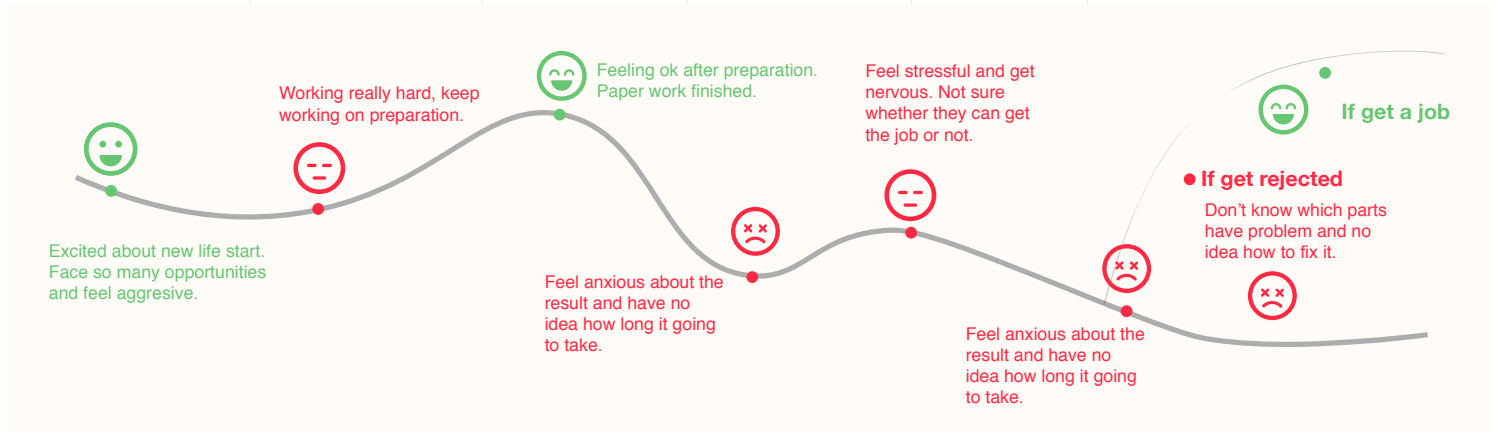 Excited about new life start.
Face so many opportunities
and feel aggresive.
Working really hard, keep
working on preparation.
Feeling ok after preparation.
Paper work finished.
Feel anxious about the
result and have no
idea how long it going
to take.
Feel stressful and get
nervous. Not sure
whether they can get
the job or not.
Feel anxious about the
result and have no
idea how long it going
to take.
If get a job
If get rejected
Don’t know which parts
have problem and no
idea how to fix it.